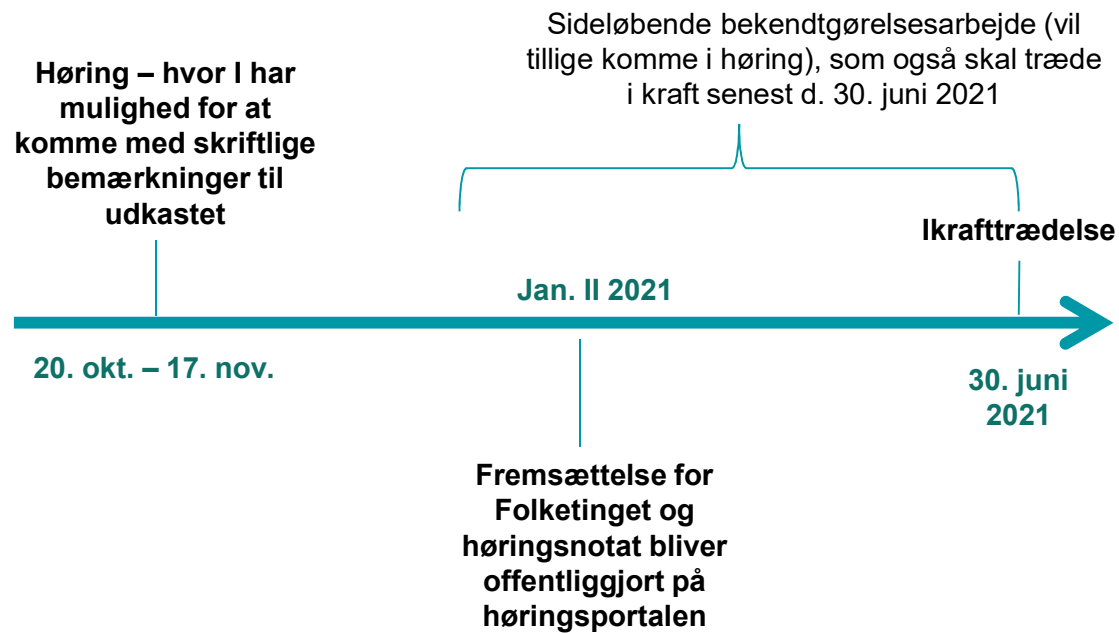 Sideløbende bekendtgørelsesarbejde (vil
tillige komme i høring), som også skal træde
i kraft senest d. 30. juni 2021
Høring – hvor I har
mulighed for at
komme med skriftlige
bemærkninger til
udkastet
Ikrafttrædelse
Jan. II 2021
20. okt. – 17. nov.
30. juni
2021
Fremsættelse for
Folketinget og
høringsnotat bliver
offentliggjort på
høringsportalen